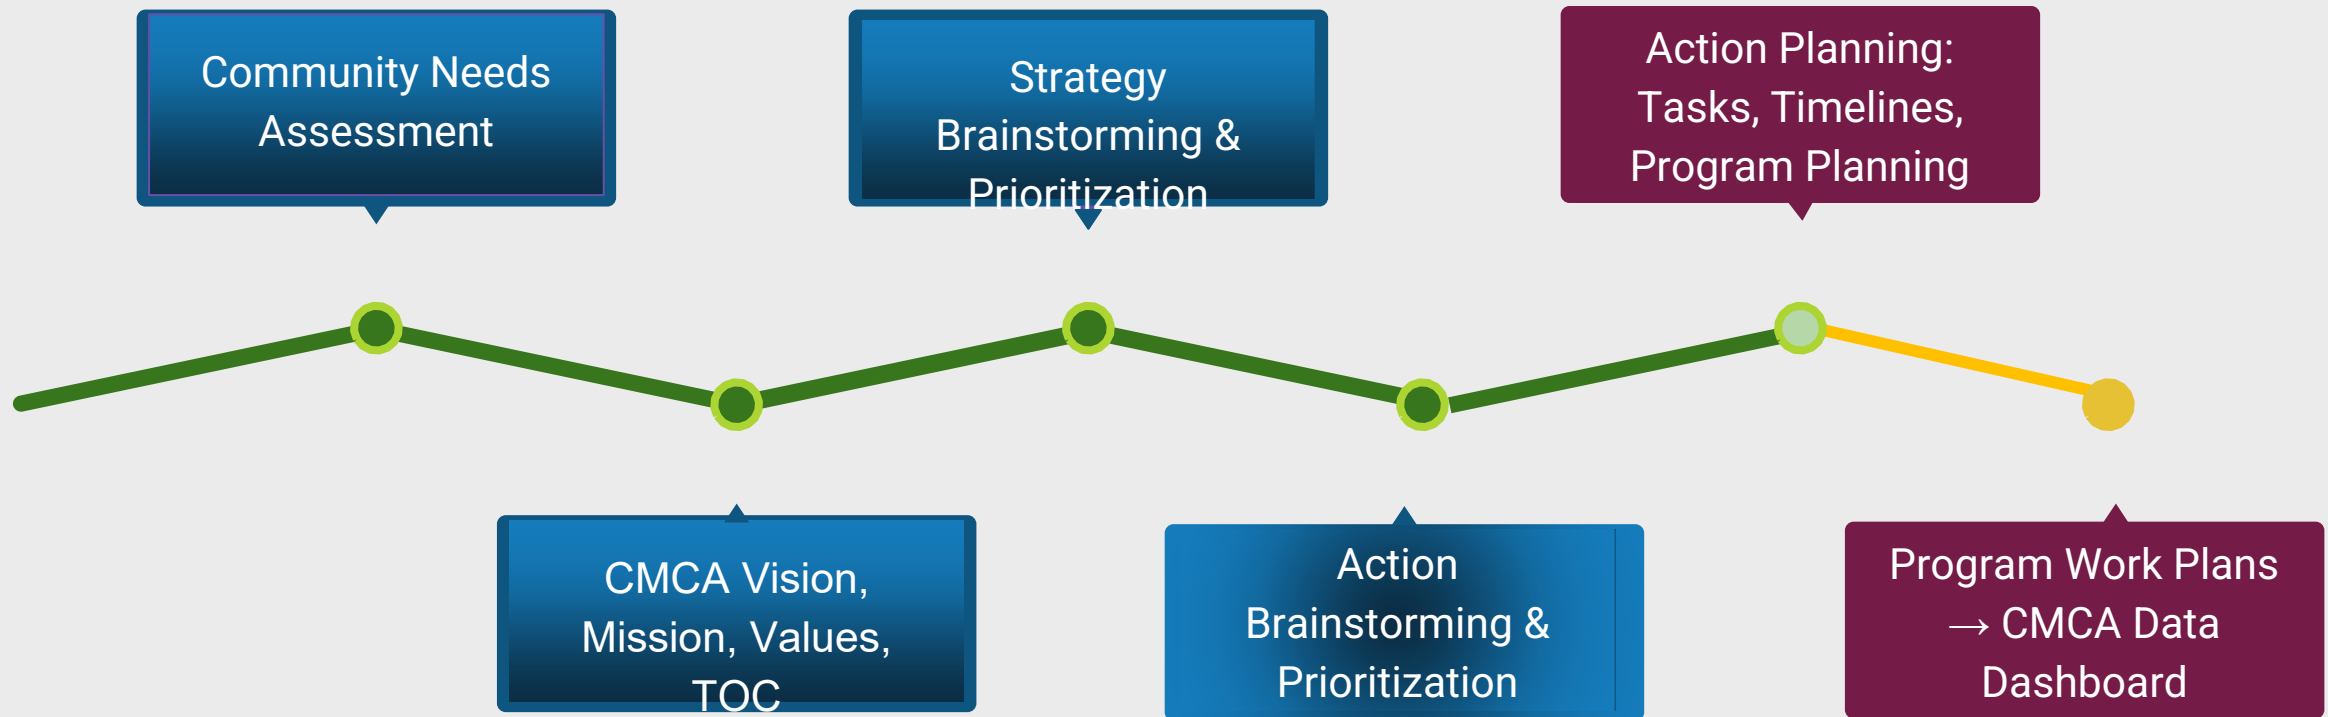 Community Needs
Assessment
CMCA Vision,
Mission, Values,
TOC
Strategy
Brainstorming &
Prioritization
Action
Brainstorming &
Prioritization
Action Planning:
Tasks, Timelines,
Program Planning
Program Work Plans
→ CMCA Data
Dashboard